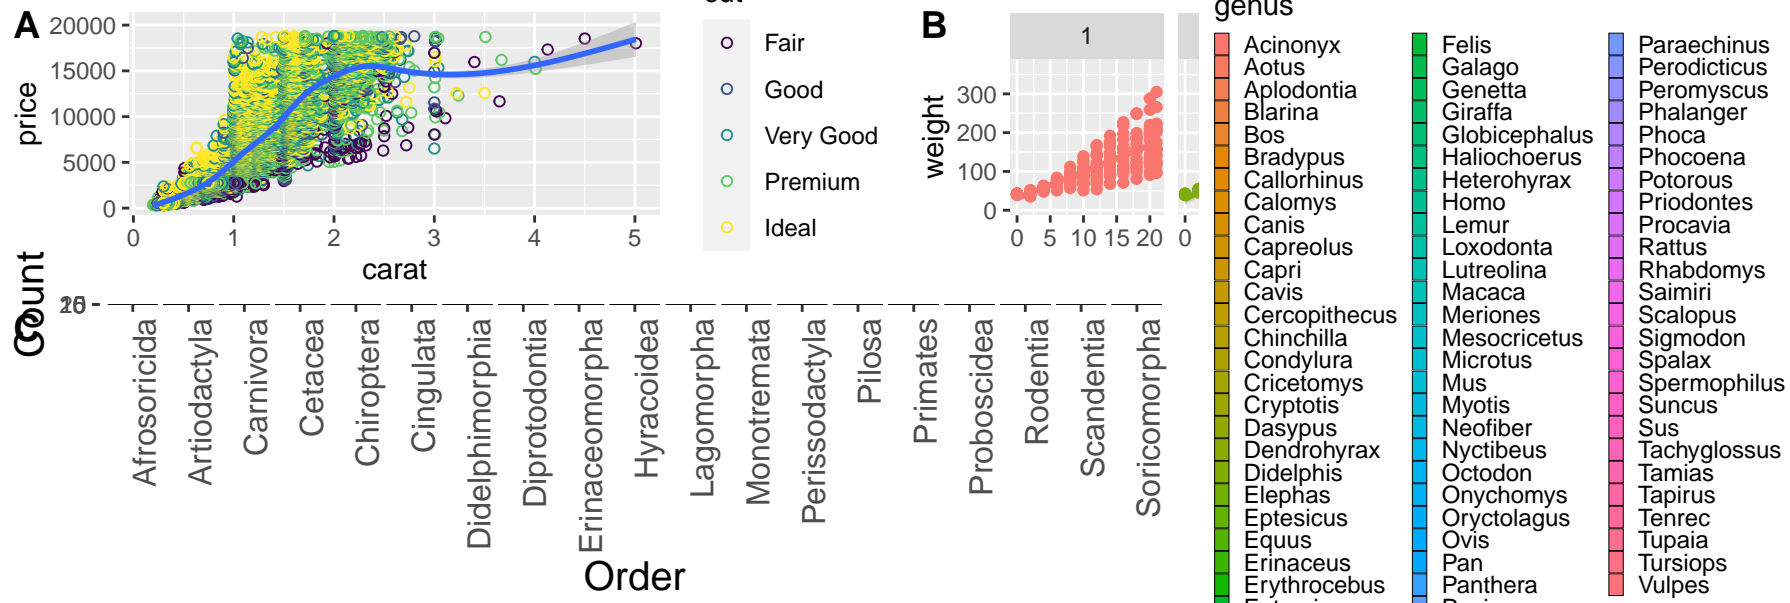 A
20000
15000
10000
5000
0
price
0 1 2 3 4 5
carat
Fair
Good
Very Good
Premium
Ideal
B
1
weight
300
200
100
0
0 5 10 15 20 0
Count
Afrosoricida
Artiodactyla
Carnivora
Cetacea
Chiroptera
Cingulata
Didelphimorphia
Diprotodontia
Erinaceomorpha
Hyracoidea
Lagomorpha
Monotremata
Perissodactyla
Pilosa
Primates
Proboscidea
Rodentia
Scandentia
Soricomorpha
Order
genus
Acinonyx
Aotus
Aplodontia
Blarina
Bos
Bradypus
Callorhinus
Calomys
Canis
Capreolus
Capri
Cavis
Cercopithecus
Chinchilla
Condylura
Cricetomys
Cryptotis
Dasypus
Dendrohyrax
Didelphis
Elephas
Eptesicus
Equus
Erinaceus
Erythrocebus
Felis
Galago
Genetta
Giraffa
Globicephalus
Haliochoerus
Heterohyrax
Homo
Lemur
Loxodonta
Lutreolina
Macaca
Meriones
Mesocricetus
Microtus
Mus
Myotis
Neofiber
Nyctibeus
Octodon
Onychomys
Oryctolagus
Ovis
Pan
Panthera
Paraechinus
Perodicticus
Peromyscus
Phalanger
Phoca
Phocoena
Potorous
Priodontes
Procavia
Rattus
Rhabdomys
Saimiri
Scalopus
Sigmodon
Spalax
Spermophilus
Suncus
Sus
Tachyglossus
Tamias
Tapirus
Tenrec
Tupaia
Tursiops
Vulpes